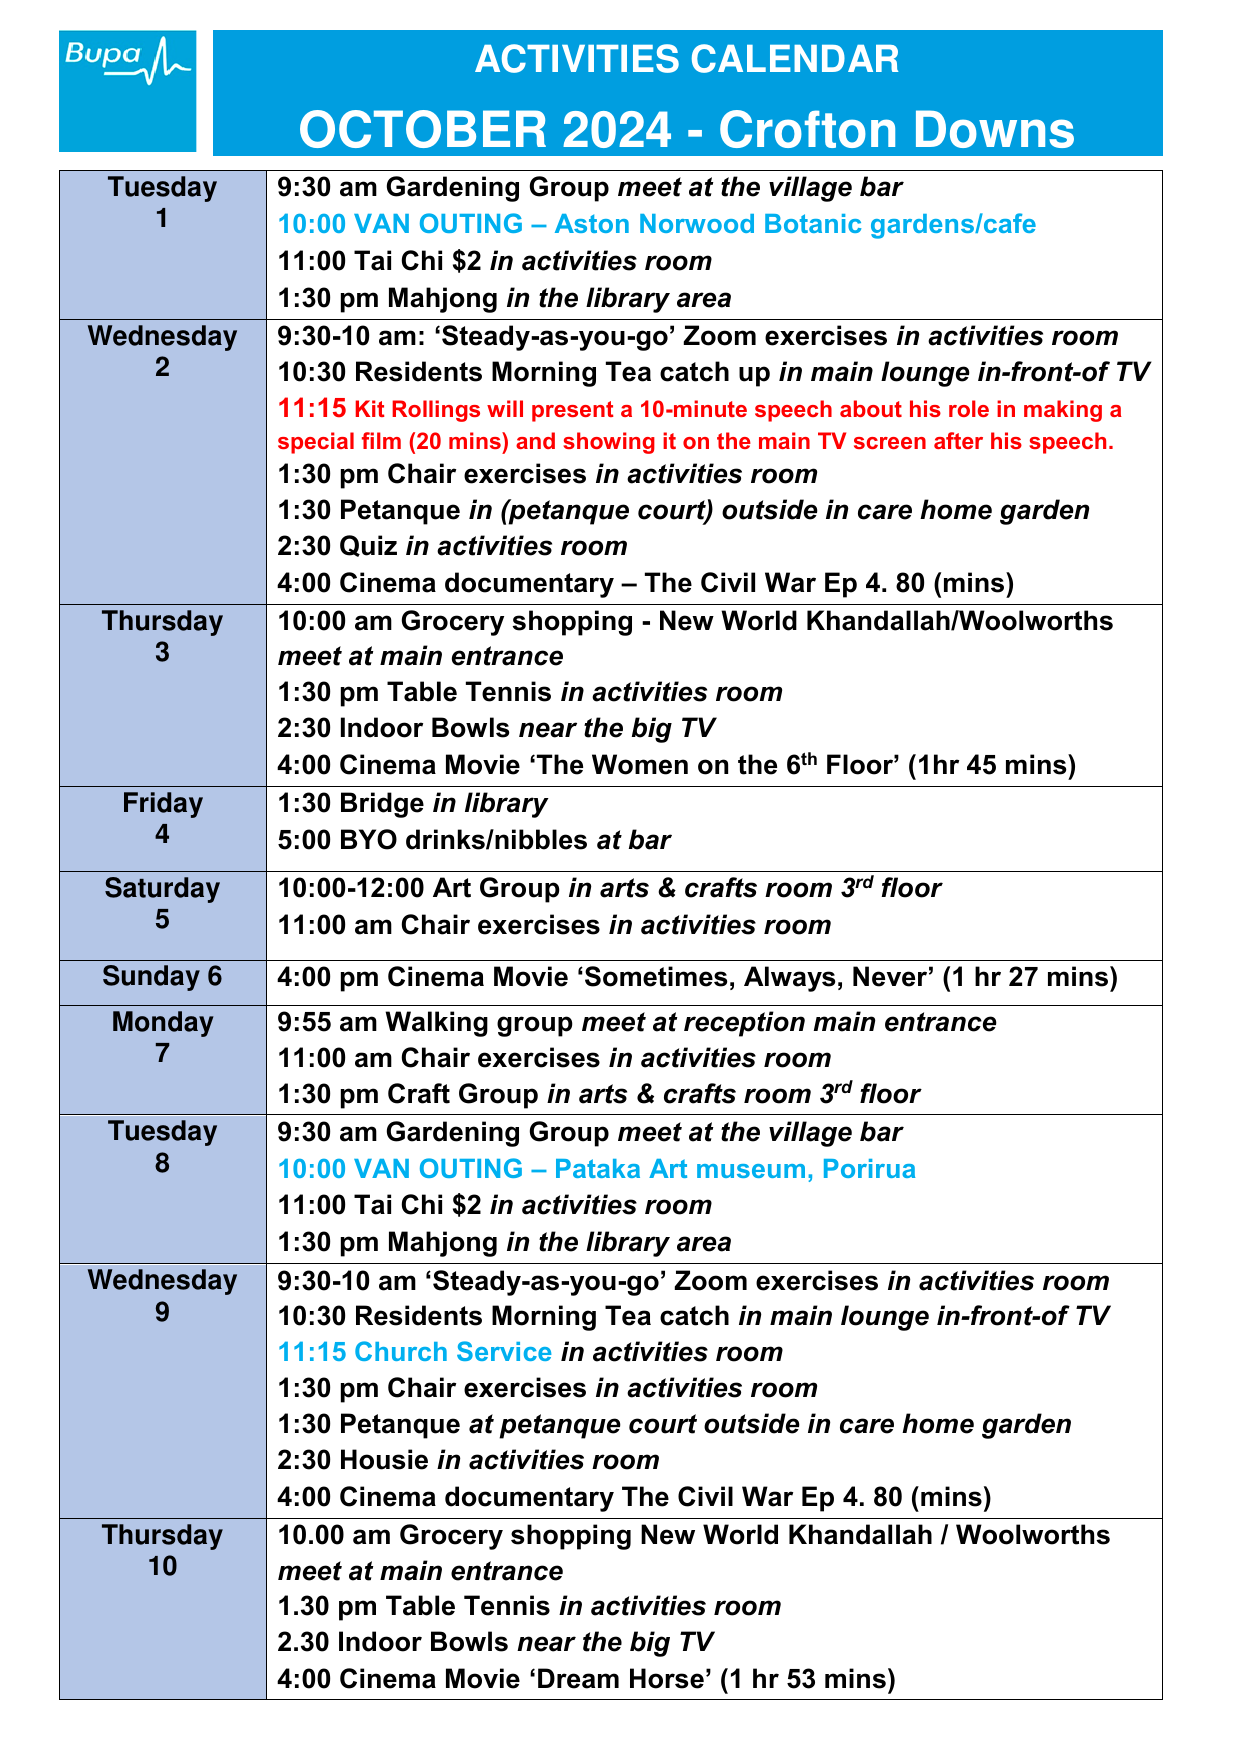 Bupa
ACTIVITIES CALENDAR
OCTOBER 2024 - Crofton Downs
Tuesday
1
9:30 am Gardening Group meet at the village bar
10:00 VAN OUTING – Aston Norwood Botanic gardens/cafe
11:00 Tai Chi $2 in activities room
1:30 pm Mahjong in the library area
Wednesday
2
9:30-10 am: ‘Steady-as-you-go’ Zoom exercises in activities room
10:30 Residents Morning Tea catch up in main lounge in-front-of TV
11:15 Kit Rollings will present a 10-minute speech about his role in making a
special film (20 mins) and showing it on the main TV screen after his speech.
1:30 pm Chair exercises in activities room
1:30 Petanque in (petanque court) outside in care home garden
2:30 Quiz in activities room
4:00 Cinema documentary – The Civil War Ep 4. 80 (mins)
Thursday
3
10:00 am Grocery shopping - New World Khandallah/Woolworths
meet at main entrance
1:30 pm Table Tennis in activities room
2:30 Indoor Bowls near the big TV
4:00 Cinema Movie ‘The Women on the 6th Floor’ (1hr 45 mins)
Friday
4
1:30 Bridge in library
5:00 BYO drinks/nibbles at bar
Saturday
5
10:00-12:00 Art Group in arts & crafts room 3rd floor
11:00 am Chair exercises in activities room
Sunday 6
4:00 pm Cinema Movie ‘Sometimes, Always, Never’ (1 hr 27 mins)
Monday
7
9:55 am Walking group meet at reception main entrance
11:00 am Chair exercises in activities room
1:30 pm Craft Group in arts & crafts room 3rd floor
Tuesday
8
9:30 am Gardening Group meet at the village bar
10:00 VAN OUTING – Pataka Art museum, Porirua
11:00 Tai Chi $2 in activities room
1:30 pm Mahjong in the library area
Wednesday
9
9:30-10 am ‘Steady-as-you-go’ Zoom exercises in activities room
10:30 Residents Morning Tea catch in main lounge in-front-of TV
11:15 Church Service in activities room
1:30 pm Chair exercises in activities room
1:30 Petanque at petanque court outside in care home garden
2:30 Housie in activities room
4:00 Cinema documentary The Civil War Ep 4. 80 (mins)
Thursday
10
10.00 am Grocery shopping New World Khandallah / Woolworths
meet at main entrance
1.30 pm Table Tennis in activities room
2.30 Indoor Bowls near the big TV
4:00 Cinema Movie ‘Dream Horse’ (1 hr 53 mins)